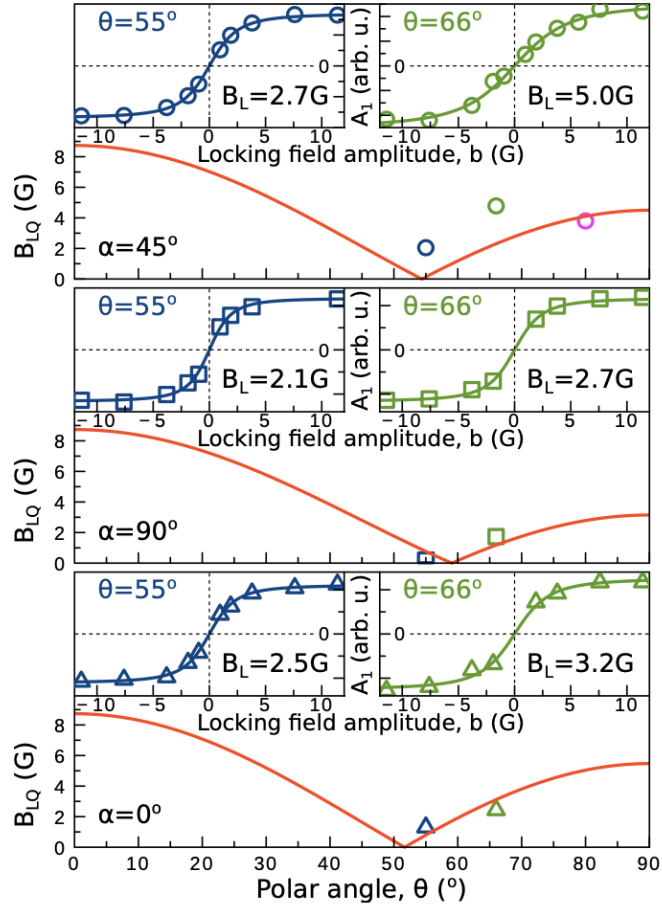 θ=55°
0
B_L=2.7G
θ=66°
A₁ (arb. u.)
0
B_L=5.0G
−10 −5 0 5 10
−10 −5 0 5 10
Locking field amplitude, b (G)
B_LQ (G)
8
6
4
2
0
α=45°
θ=55°
0
B_L=2.1G
θ=66°
A₁ (arb. u.)
0
B_L=2.7G
−10 −5 0 5 10
−10 −5 0 5 10
Locking field amplitude, b (G)
B_LQ (G)
8
6
4
2
0
α=90°
θ=55°
0
B_L=2.5G
θ=66°
A₁ (arb. u.)
0
B_L=3.2G
−10 −5 0 5 10
−10 −5 0 5 10
Locking field amplitude, b (G)
B_LQ (G)
8
6
4
2
0
α=0°
0 10 20 30 40 50 60 70 80 90
Polar angle, θ (°)